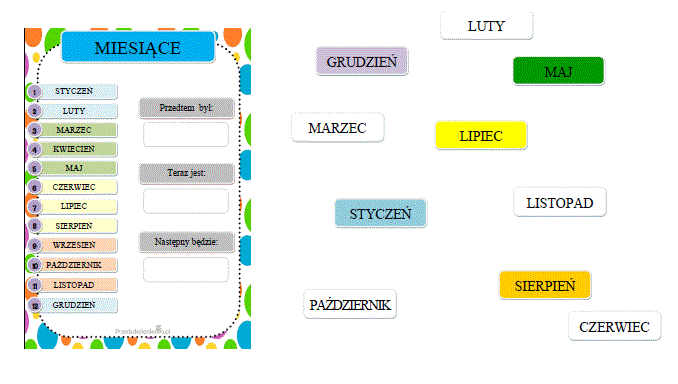 MIESIĄCE
1 STYCZEŃ
2 LUTY
3 MARZEC
4 KWIECIEŃ
5 MAJ
6 CZERWIEC
7 LIPIEC
8 SIERPIEŃ
9 WRZESIEŃ
10 PAŹDZIERNIK
11 LISTOPAD
12 GRUDZIEŃ
Przedtem był:
Teraz jest:
Następny będzie:
Przedszkolankowo.pl
LUTY
GRUDZIEŃ
MAJ
MARZEC
LIPIEC
STYCZEŃ
LISTOPAD
SIERPIEŃ
PAŹDZIERNIK
CZERWIEC